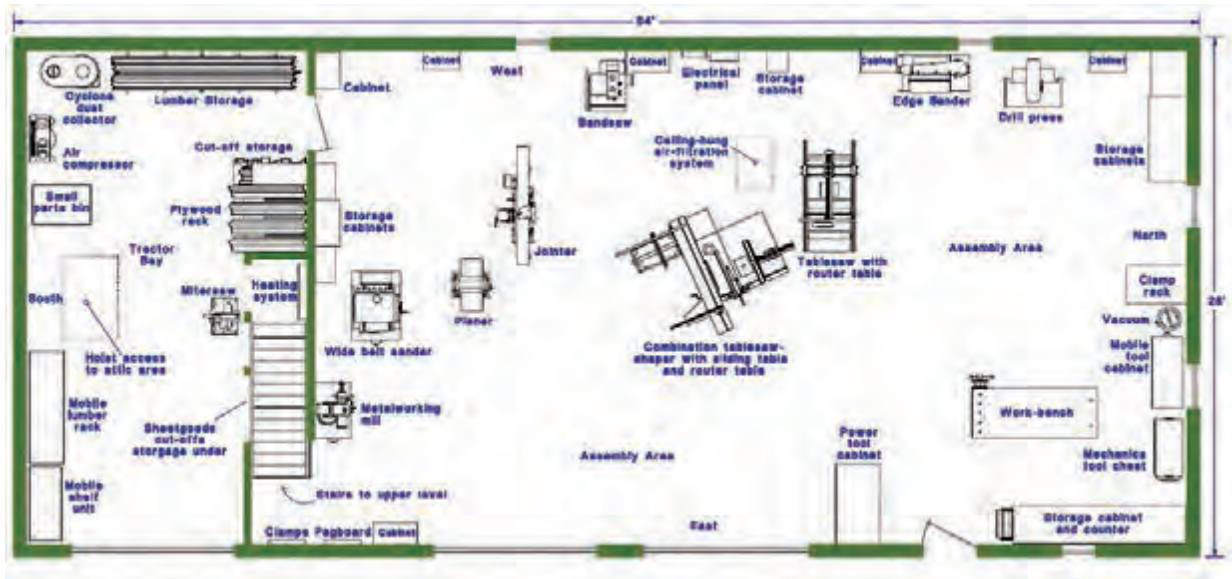 Cabinet
West
Cabinet
Cabinet
Electrical
panel
Storage
cabinet
Cabinet
Edge Sander
Cabinet
Drill press
Cyclone
dust
collector
Lumber Storage
Bandsaw
Air
compressor
Cut-off storage
Ceiling-hung
air-filtration
system
Storage
cabinets
Small
parts bin
Plywood
rack
Storage
cabinets
Jointer
Tablesaw with
router table
Assembly Area
North
Tractor
Bay
South
Mitersaw
Heating
system
Planer
Clamp
rack
28'
Vacuum
Hoist access
to attic area
Wide belt sander
Combination tablesaw-
shaper with sliding table
and router table
Mobile
tool
cabinet
Mobile
lumber
rack
Sheetgoods
cut-offs
storgage under
Metalworking
mill
Work-bench
Power
tool
cabinet
Mechanics
tool chest
Assembly Area
Mobile
shelf
unit
Stairs to upper level
Clamps
Pegboard
Cabinet
East
Storage cabinet
and counter